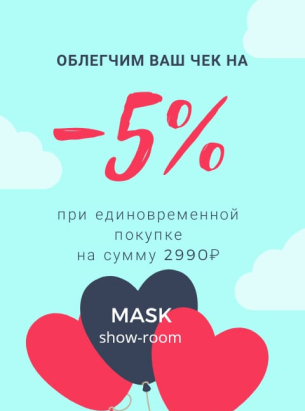 ОБЛЕГЧИМ ВАШ ЧЕК НА
-5%
при единовременной
покупке
на сумму 2990₽
MASK
show-room